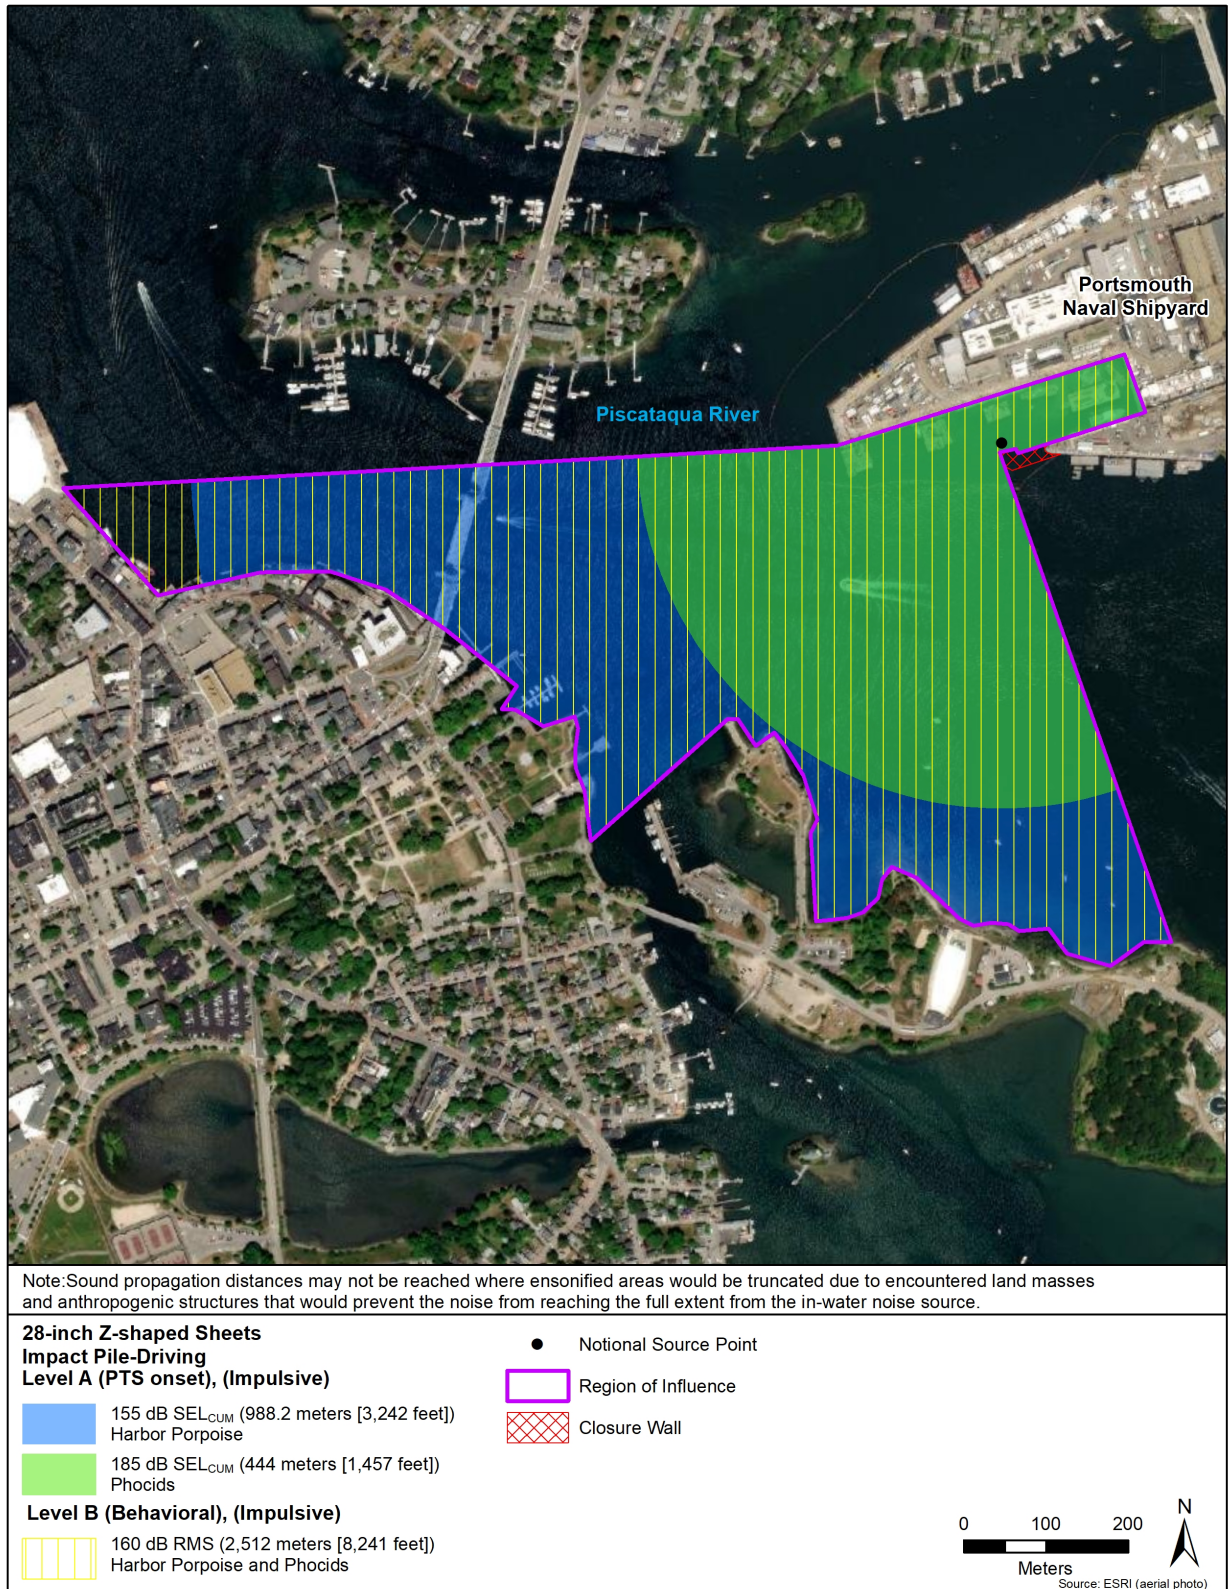 Portsmouth
Naval Shipyard
Piscataqua River
Note:Sound propagation distances may not be reached where ensonified areas would be truncated due to encountered land masses
and anthropogenic structures that would prevent the noise from reaching the full extent from the in-water noise source.
28-inch Z-shaped Sheets
Impact Pile-Driving
Level A (PTS onset), (Impulsive)
155 dB SELCUM (988.2 meters [3,242 feet])
Harbor Porpoise
185 dB SELCUM (444 meters [1,457 feet])
Phocids
Level B (Behavioral), (Impulsive)
160 dB RMS (2,512 meters [8,241 feet])
Harbor Porpoise and Phocids
Notional Source Point
Region of Influence
Closure Wall
N
0 100 200
Meters
Source: ESRI (aerial photo)